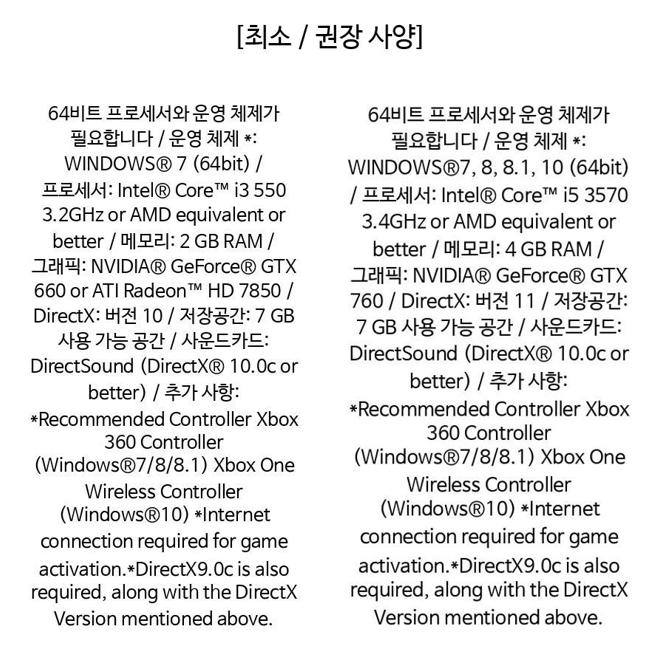 [최소 / 권장 사양]
64비트 프로세서와 운영 체제가
필요합니다 / 운영 체제 *:
WINDOWS® 7 (64bit) /
프로세서: Intel® Core™ i3 550
3.2GHz or AMD equivalent or
better / 메모리: 2 GB RAM /
그래픽: NVIDIA® GeForce® GTX
660 or ATI Radeon™ HD 7850 /
DirectX: 버전 10 / 저장공간: 7 GB
사용 가능 공간 / 사운드카드:
DirectSound (DirectX® 10.0c or
better) / 추가 사항:
*Recommended Controller Xbox
360 Controller
(Windows®7/8/8.1) Xbox One
Wireless Controller
(Windows®10) *Internet
connection required for game
activation.*DirectX9.0c is also
required, along with the DirectX
Version mentioned above.
64비트 프로세서와 운영 체제가
필요합니다 / 운영 체제 *:
WINDOWS®7, 8, 8.1, 10 (64bit)
/ 프로세서: Intel® Core™ i5 3570
3.4GHz or AMD equivalent or
better / 메모리: 4 GB RAM /
그래픽: NVIDIA® GeForce® GTX
760 / DirectX: 버전 11 / 저장공간:
7 GB 사용 가능 공간 / 사운드카드:
DirectSound (DirectX® 10.0c or
better) / 추가 사항:
*Recommended Controller Xbox
360 Controller
(Windows®7/8/8.1) Xbox One
Wireless Controller
(Windows®10) *Internet
connection required for game
activation.*DirectX9.0c is also
required, along with the DirectX
Version mentioned above.